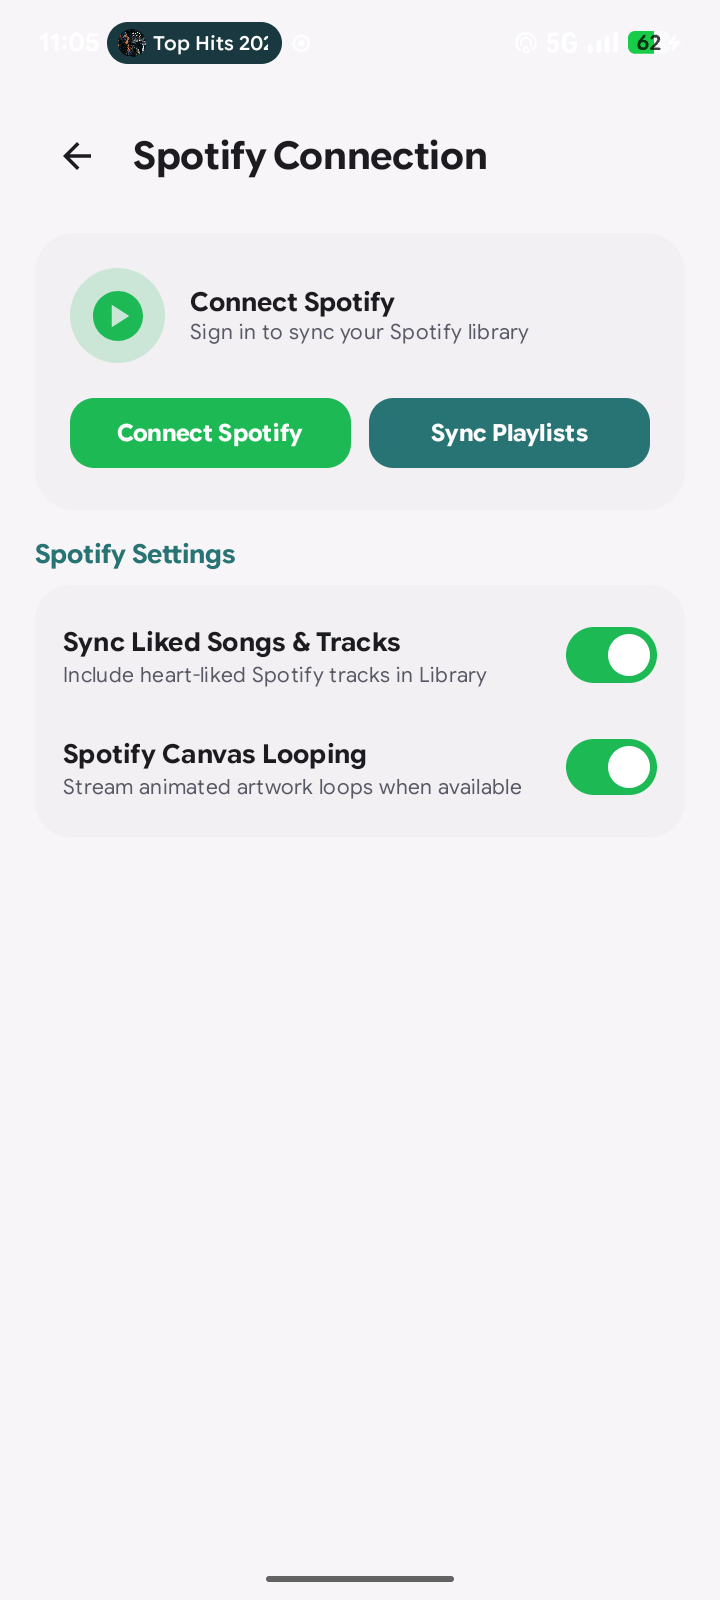 11:05
Top Hits 202
5G
62
Spotify Connection
Connect Spotify
Sign in to sync your Spotify library
Connect Spotify
Sync Playlists
Spotify Settings
Sync Liked Songs & Tracks
Include heart-liked Spotify tracks in Library
Spotify Canvas Looping
Stream animated artwork loops when available